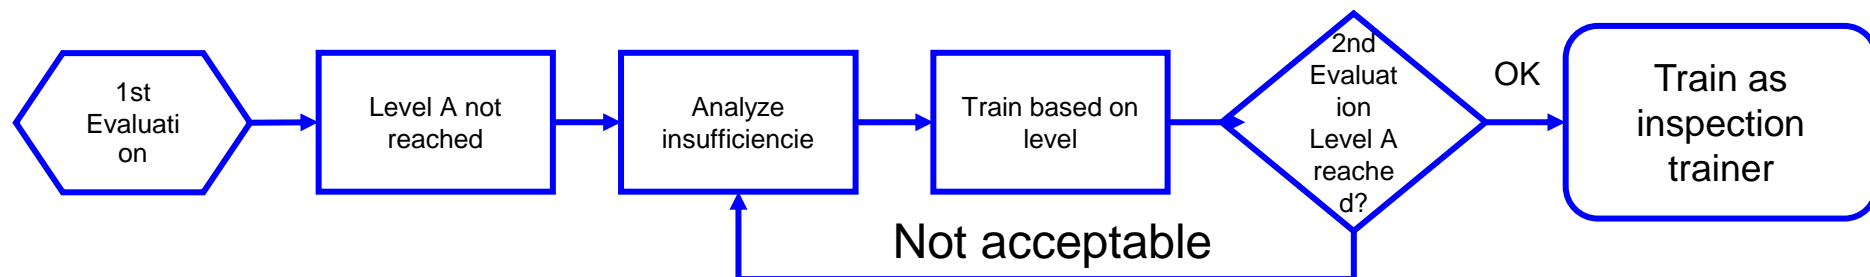 1st
Evaluati
on
Level A not
reached
Analyze
insufficiencie
Train based on
level
2nd
Evaluat
ion
Level A
reache
d?
OK
Train as
inspection
trainer
Not acceptable